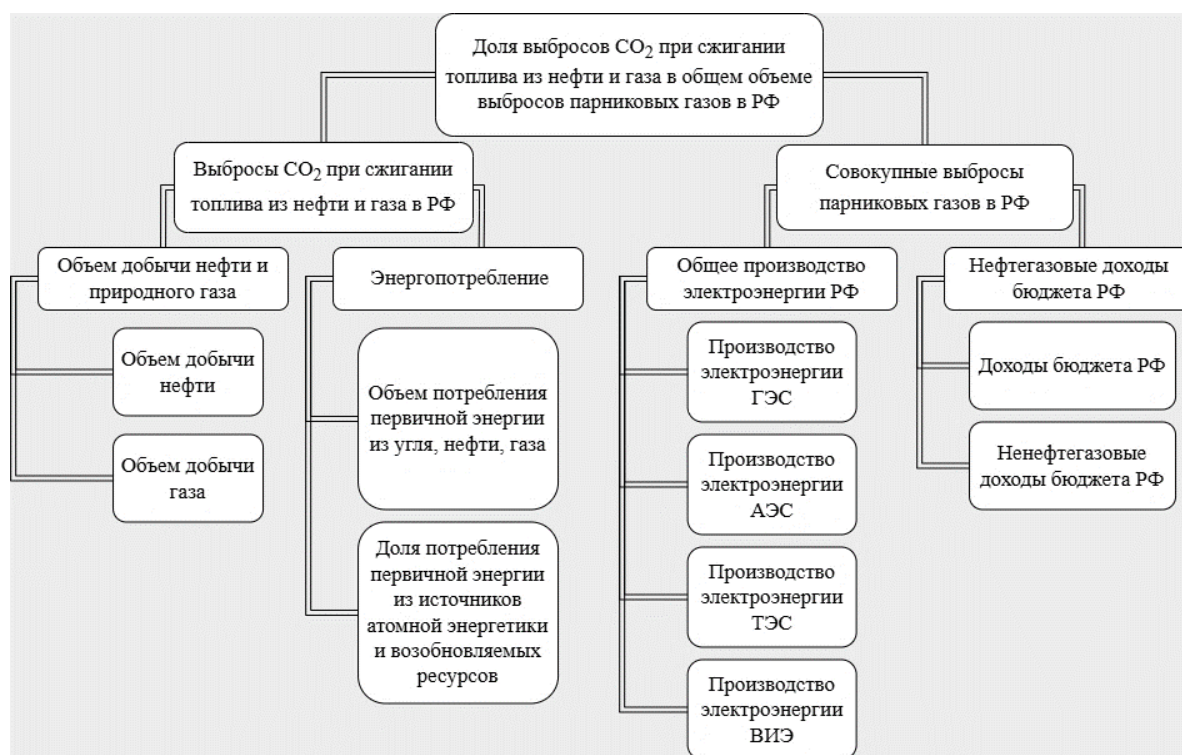 Доля выбросов CO₂ при сжигании
топлива из нефти и газа в общем объеме
выбросов парниковых газов в РФ
Выбросы CO₂ при сжигании
топлива из нефти и газа в РФ
Совокупные выбросы
парниковых газов в РФ
Объем добычи нефти и
природного газа
Энергопотребление
Общее производство
электроэнергии РФ
Нефтегазовые доходы
бюджета РФ
Объем добычи
нефти
Объем добычи
газа
Объем потребления
первичной энергии
из угля, нефти, газа
Доля потребления
первичной энергии
из источников
атомной энергетики
и возобновляемых
ресурсов
Производство
электроэнергии
ГЭС
Производство
электроэнергии
АЭС
Производство
электроэнергии
ТЭС
Производство
электроэнергии
ВИЭ
Доходы бюджета РФ
Ненефтегазовые
доходы бюджета РФ